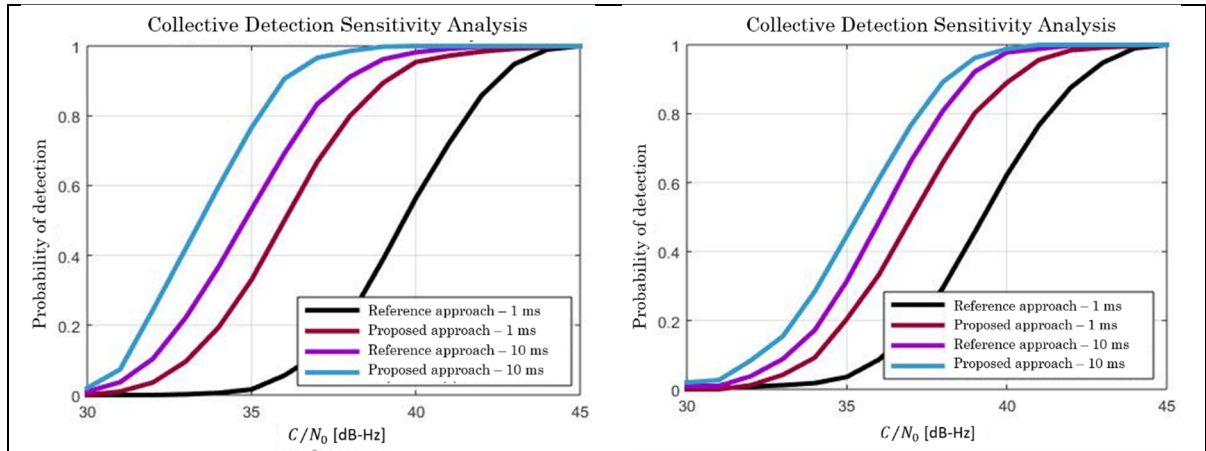 Collective Detection Sensitivity Analysis
1
0.8
0.6
0.4
0.2
0
Probability of detection
30
35
40
45
C/N₀ [dB-Hz]
Reference approach – 1 ms
Proposed approach – 1 ms
Reference approach – 10 ms
Proposed approach – 10 ms
Collective Detection Sensitivity Analysis
1
0.8
0.6
0.4
0.2
0
Probability of detection
30
35
40
45
C/N₀ [dB-Hz]
Reference approach – 1 ms
Proposed approach – 1 ms
Reference approach – 10 ms
Proposed approach – 10 ms